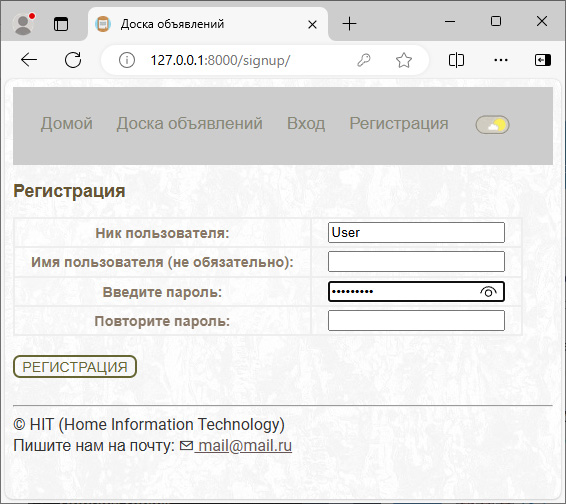 Доска объявлений
127.0.0.1:8000/signup/
Домой Доска объявлений Вход Регистрация
Регистрация
Ник пользователя: User
Имя пользователя (не обязательно):
Введите пароль: •••••••••
Повторите пароль:
РЕГИСТРАЦИЯ
© HIT (Home Information Technology)
Пишите нам на почту: mail@mail.ru